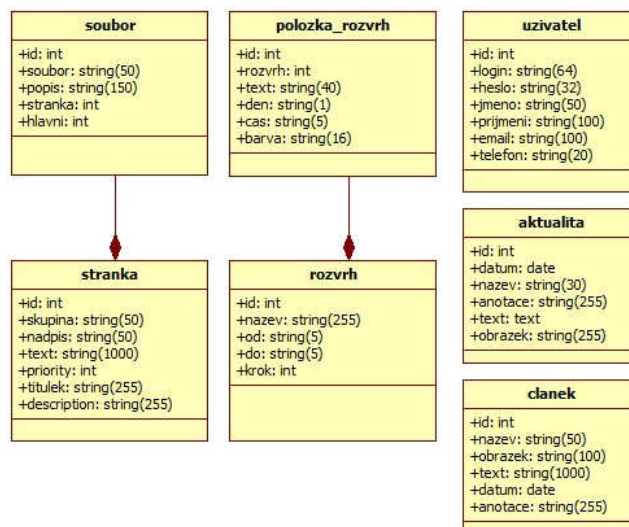 soubor
+id: int
+soubor: string(50)
+popis: string(150)
+stranka: int
+hlavni: int
polozka_rozvrh
+id: int
+rozvrh: int
+text: string(40)
+den: string(1)
+cas: string(5)
+barva: string(16)
uzivatel
+id: int
+login: string(64)
+heslo: string(32)
+jmeno: string(50)
+prijmeni: string(100)
+email: string(100)
+telefon: string(20)
stranka
+id: int
+skupina: string(50)
+nadpis: string(50)
+text: string(1000)
+priority: int
+titulek: string(255)
+description: string(255)
rozvrh
+id: int
+nazev: string(255)
+od: string(5)
+do: string(5)
+krok: int
aktualita
+id: int
+datum: date
+nazev: string(30)
+anotace: string(255)
+text: text
+obrazek: string(255)
clanek
+id: int
+nazev: string(50)
+obrazek: string(100)
+text: string(1000)
+datum: date
+anotace: string(255)